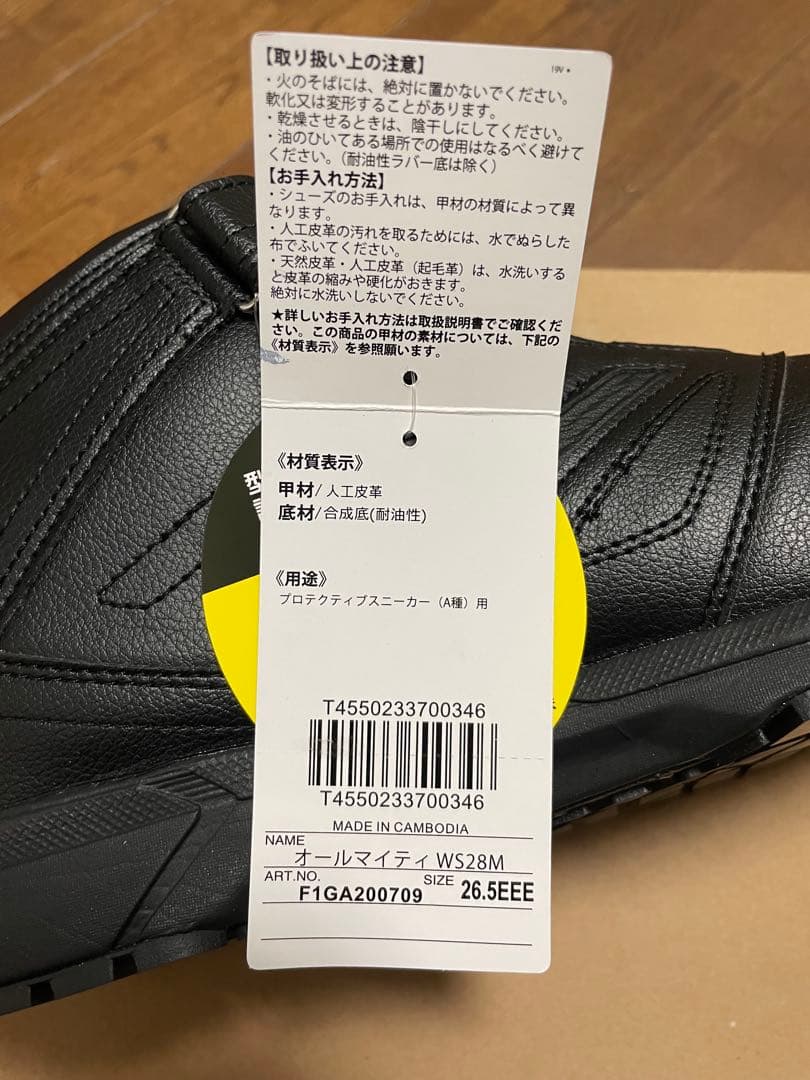 19V ★
【取り扱い上の注意】
・火のそばには、絶対に置かないでください。
軟化又は変形することがあります。
・乾燥させるときは、陰干しにしてください。
・油のひいてある場所での使用はなるべく避けて
ください。（耐油性ラバー底は除く）
【お手入れ方法】
・シューズのお手入れは、甲材の材質によって異
なります。
・人工皮革の汚れを取るためには、水でぬらした
布でふいてください。
・天然皮革・人工皮革（起毛革）は、水洗いする
と皮革の縮みや硬化がおきます。
絶対に水洗いしないでください。
★詳しいお手入れ方法は取扱説明書でご確認くだ
さい。この商品の甲材の素材については、下記の
《材質表示》を参照願います。
《材質表示》
甲材/人工皮革
底材/合成底(耐油性)
《用途》
プロテクティブスニーカー（A種）用
T4550233700346
T4550233700346
MADE IN CAMBODIA
NAME
オールマイティ WS28M
ART.NO. F1GA200709 SIZE 26.5EEE
型